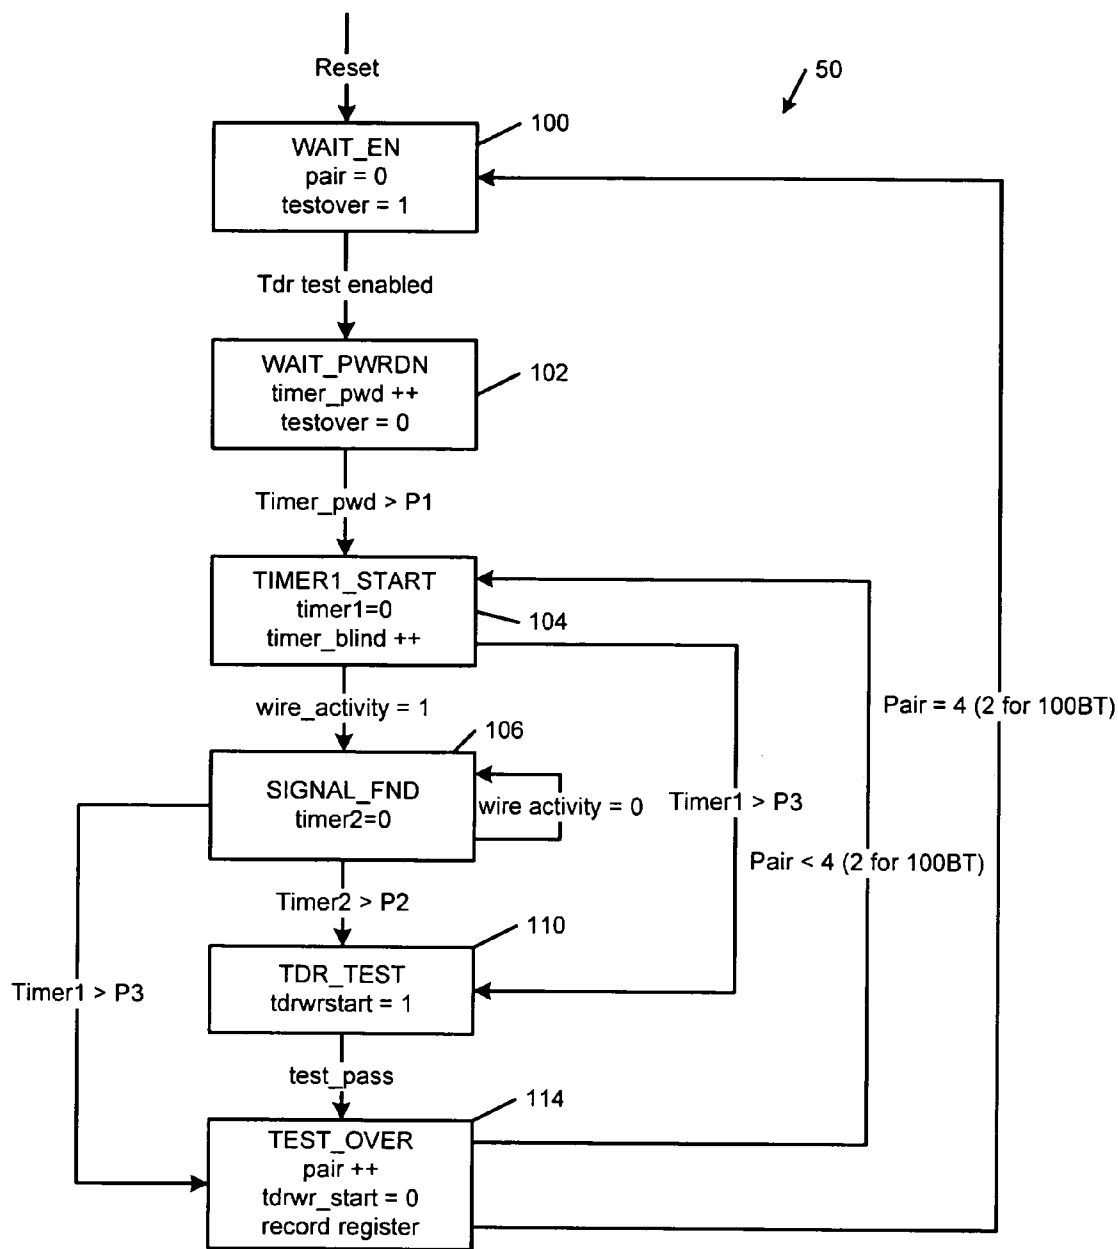 Reset
50
100
WAIT_EN
pair = 0
testover = 1
Tdr test enabled
WAIT_PWRDN
timer_pwd ++
testover = 0
102
Timer_pwd > P1
TIMER1_START
timer1=0
timer_blind ++
104
wire_activity = 1
106
SIGNAL_FND
timer2=0
wire activity = 0
Timer1 > P3
Pair = 4 (2 for 100BT)
Pair < 4 (2 for 100BT)
Timer2 > P2
110
TDR_TEST
tdrwrstart = 1
Timer1 > P3
test_pass
114
TEST_OVER
pair ++
tdrwr_start = 0
record register